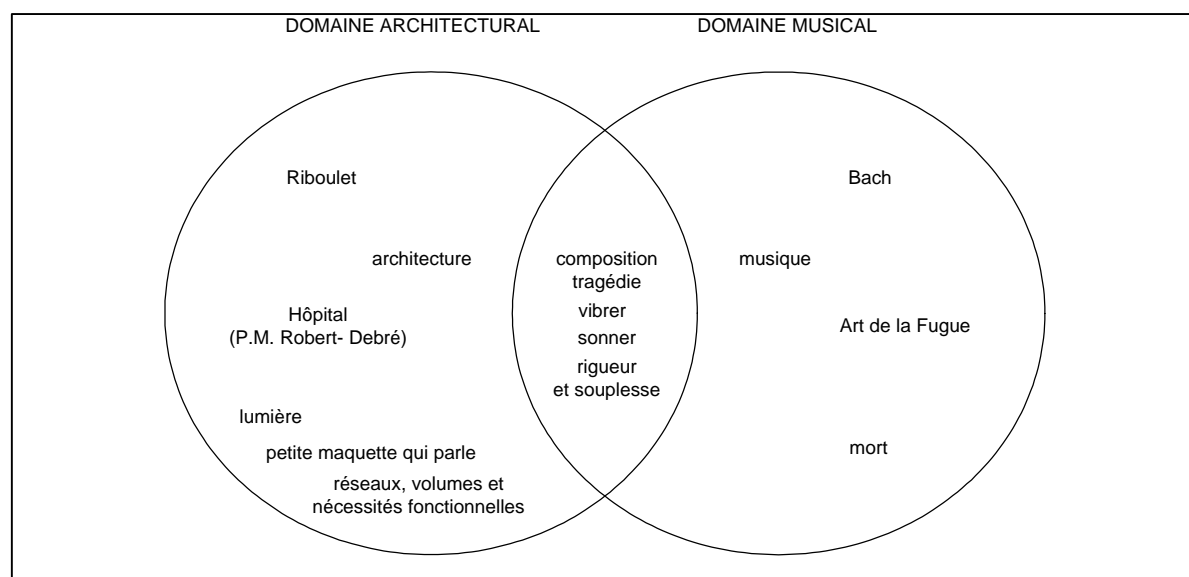 DOMAINE ARCHITECTURAL
DOMAINE MUSICAL
Riboulet
architecture
Hôpital
(P.M. Robert- Debré)
lumière
petite maquette qui parle
réseaux, volumes et
nécessités fonctionnelles
composition
tragédie
vibrer
sonner
rigueur
et souplesse
Bach
musique
Art de la Fugue
mort